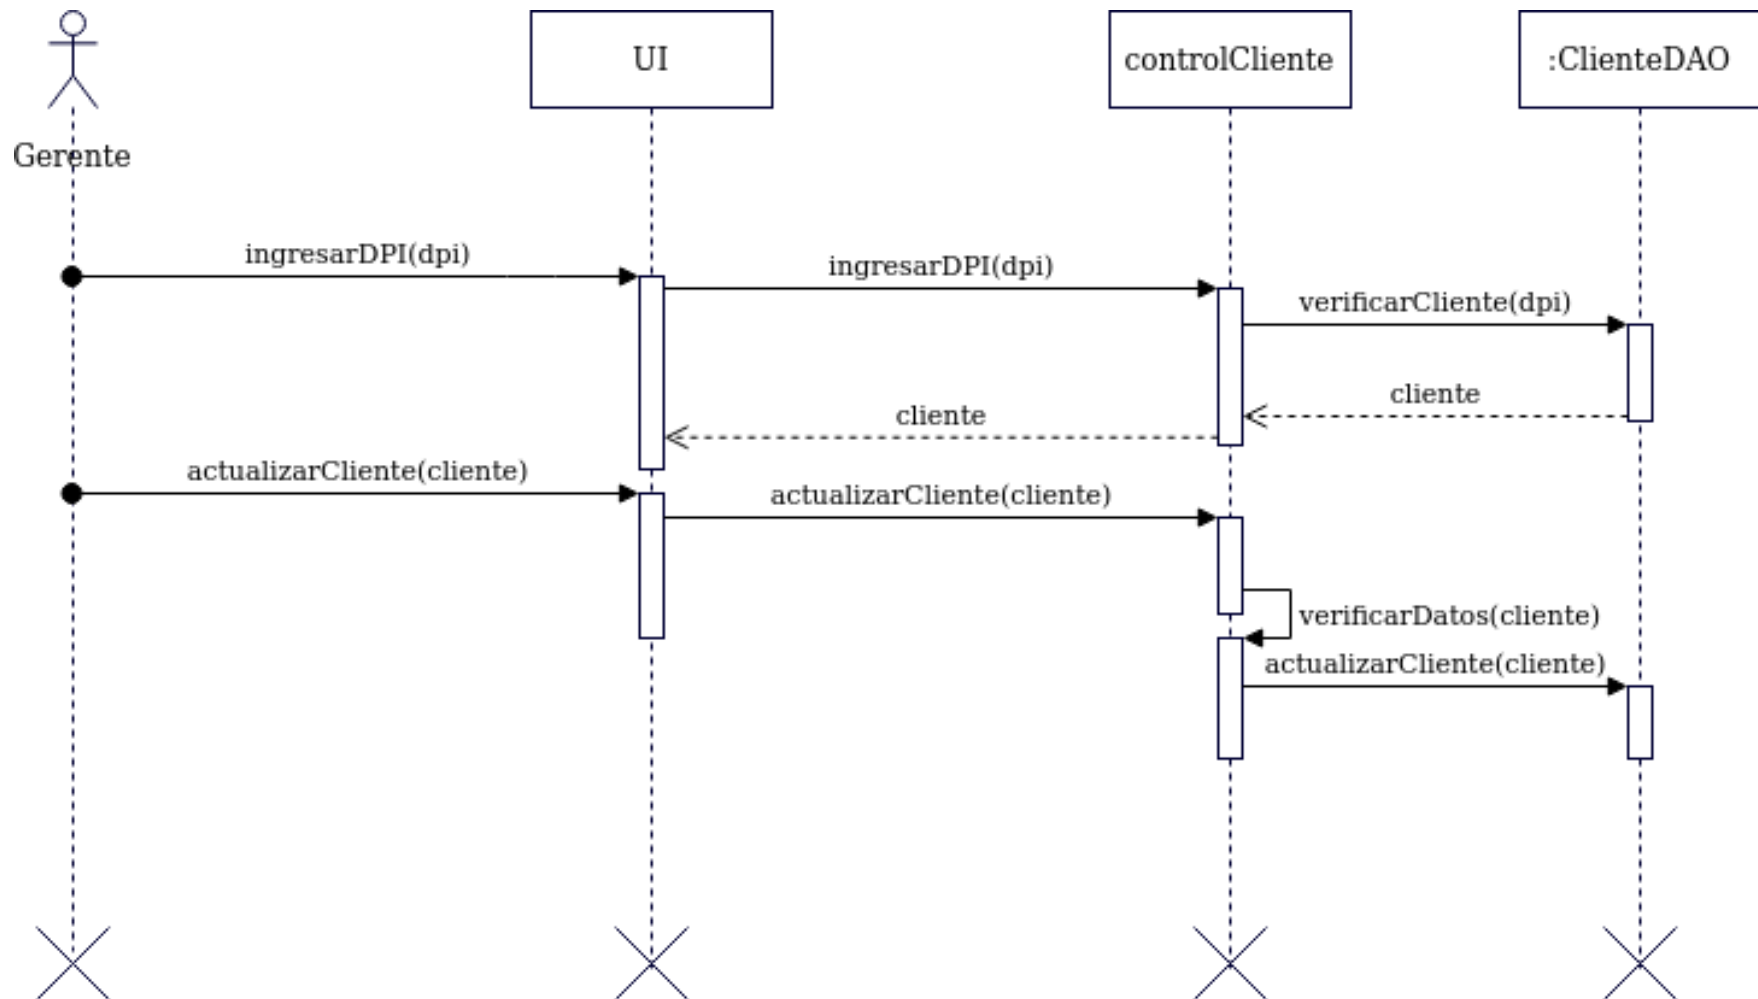 UI
controlCliente
:ClienteDAO
Gerente
ingresarDPI(dpi)
ingresarDPI(dpi)
verificarCliente(dpi)
cliente
cliente
actualizarCliente(cliente)
actualizarCliente(cliente)
verificarDatos(cliente)
actualizarCliente(cliente)